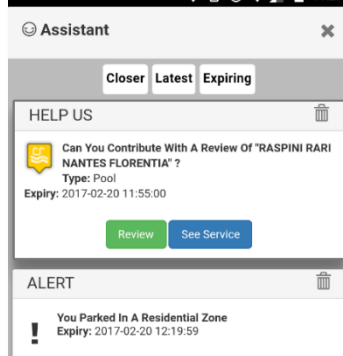 Assistant
Closer Latest Expiring
HELP US
Can You Contribute With A Review Of "RASPINI RARI
NANTES FLORENTIA" ?
Type: Pool
Expiry: 2017-02-20 11:55:00
Review See Service
ALERT
You Parked In A Residential Zone
Expiry: 2017-02-20 12:19:59